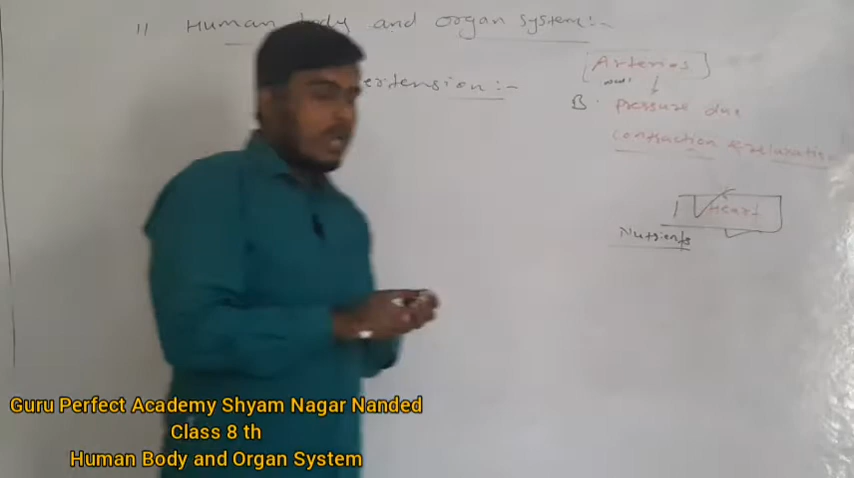 11 Human body and organ system:-
ertension:-
Arteries
B. Pressure due
Contraction & relaxation
Heart
Nutrients
Guru Perfect Academy Shyam Nagar Nanded
Class 8 th
Human Body and Organ System